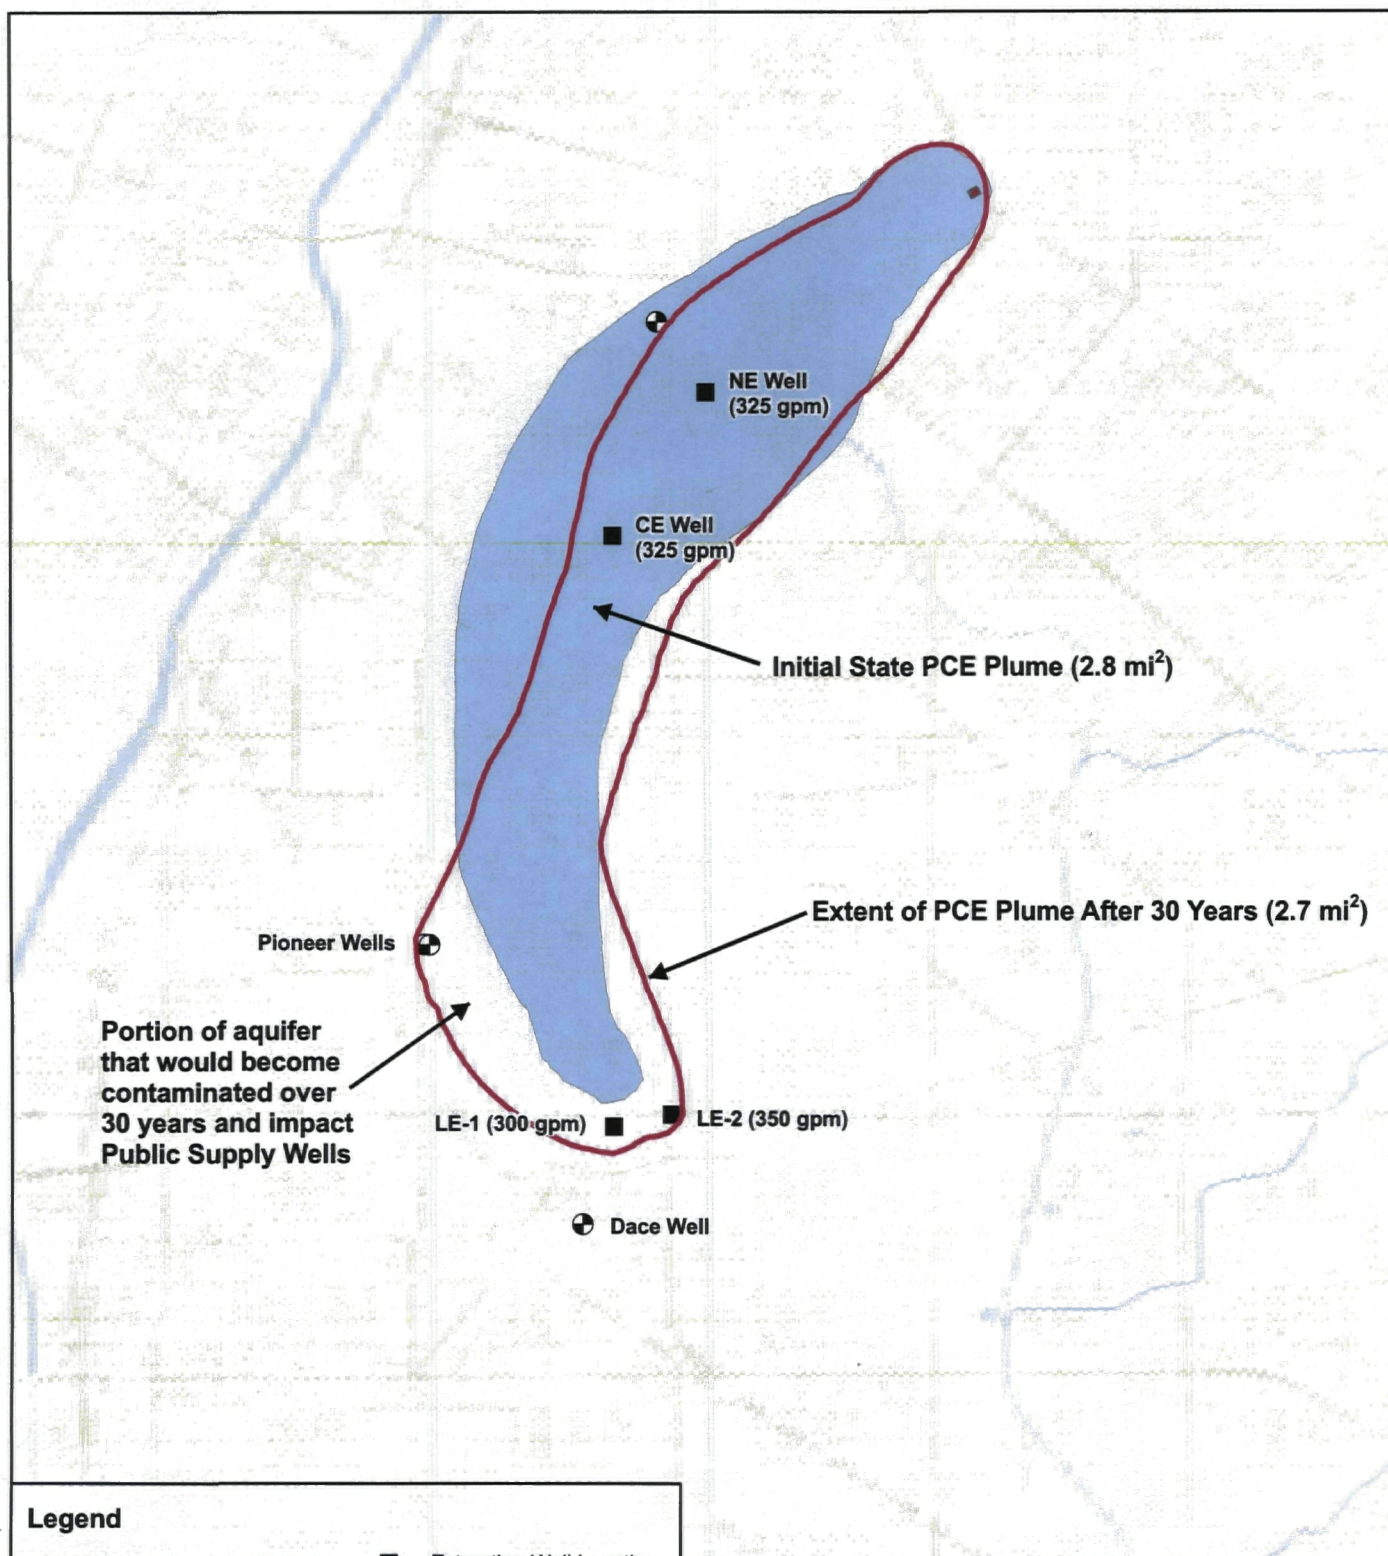 NE Well
(325 gpm)
CE Well
(325 gpm)
Initial State PCE Plume (2.8 mi²)
Extent of PCE Plume After 30 Years (2.7 mi²)
Pioneer Wells
Portion of aquifer
that would become
contaminated over
30 years and impact
Public Supply Wells
LE-1 (300 gpm)
LE-2 (350 gpm)
Dace Well
Legend